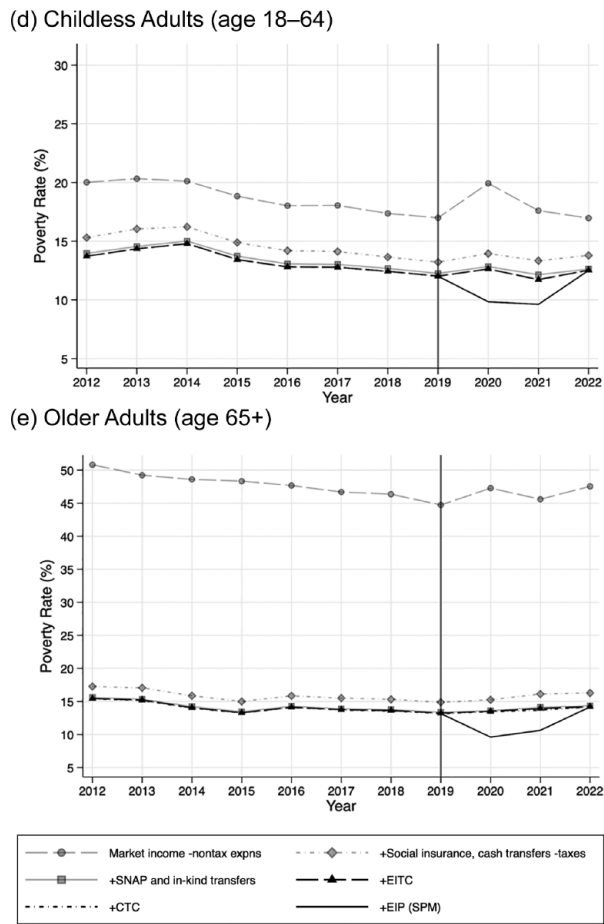 (d) Childless Adults (age 18–64)
30
25
20
15
10
5
Poverty Rate (%)
2012 2013 2014 2015 2016 2017 2018 2019 2020 2021 2022
Year
(e) Older Adults (age 65+)
50
45
40
35
30
25
20
15
10
5
Poverty Rate (%)
2012 2013 2014 2015 2016 2017 2018 2019 2020 2021 2022
Year
Market income -nontax expns +Social insurance, cash transfers -taxes
+SNAP and in-kind transfers +EITC
+CTC +EIP (SPM)